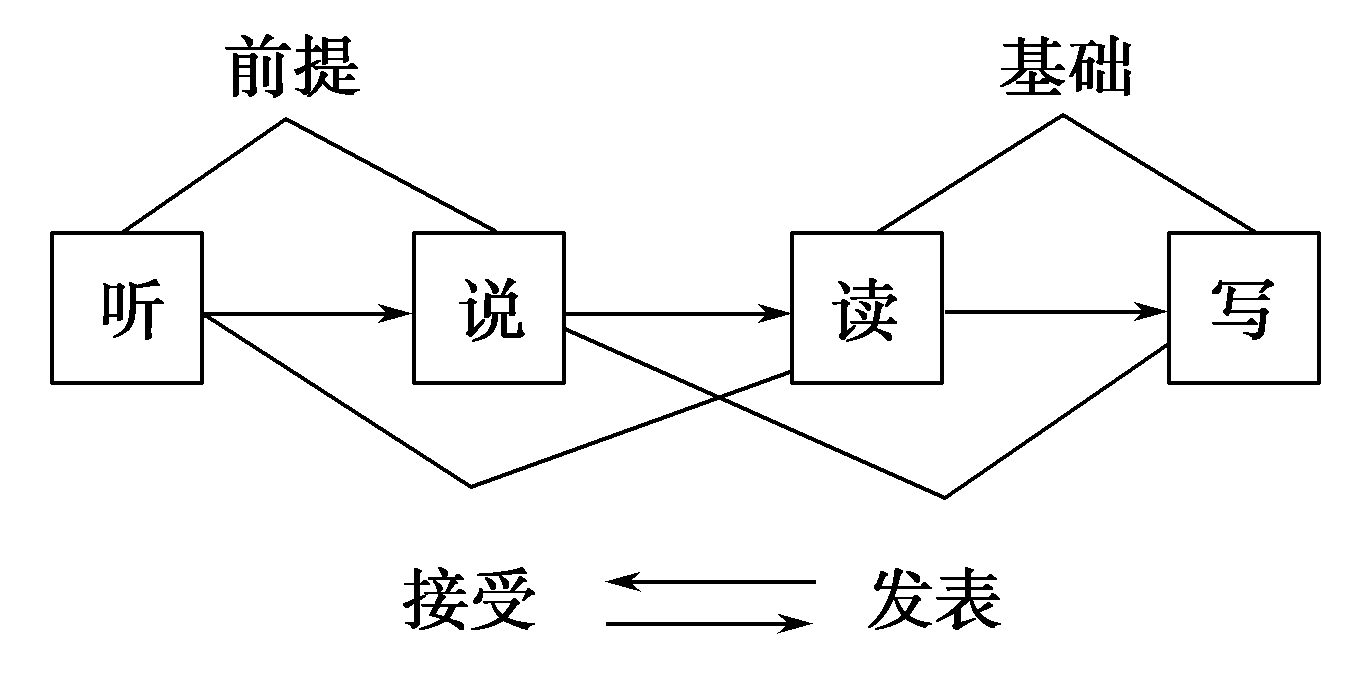 前提 基础
听 说 读 写
接受 发表